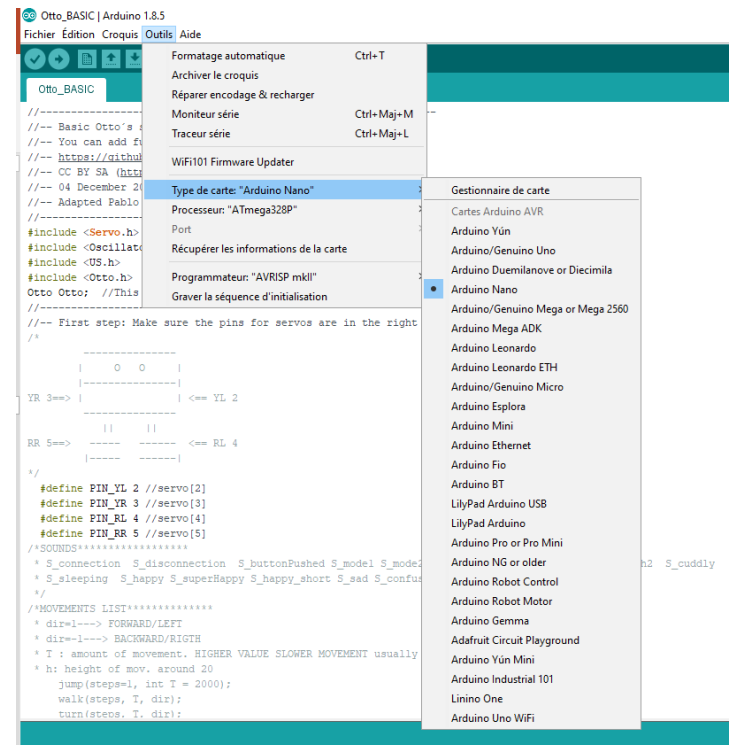 Otto_BASIC | Arduino 1.8.5
Fichier Édition Croquis Outils Aide
Otto_BASIC
Formatage automatique Ctrl+T
Archiver le croquis
Réparer encodage & recharger
Moniteur série Ctrl+Maj+M
Traceur série Ctrl+Maj+L
WiFi101 Firmware Updater
Type de carte: "Arduino Nano"
Processeur: "ATmega328P"
Port
Récupérer les informations de la carte
Programmateur: "AVRISP mkII"
Graver la séquence d'initialisation
Gestionnaire de carte
Cartes Arduino AVR
Arduino Yún
Arduino/Genuino Uno
Arduino Duemilanove or Diecimila
Arduino Nano
Arduino/Genuino Mega or Mega 2560
Arduino Mega ADK
Arduino Leonardo
Arduino Leonardo ETH
Arduino/Genuino Micro
Arduino Esplora
Arduino Mini
Arduino Ethernet
Arduino Fio
Arduino BT
LilyPad Arduino USB
LilyPad Arduino
Arduino Pro or Pro Mini
Arduino NG or older
Arduino Robot Control
Arduino Robot Motor
Arduino Gemma
Adafruit Circuit Playground
Arduino Yún Mini
Arduino Industrial 101
Linino One
Arduino Uno WiFi
//-----------------
//-- Basic Otto´s
//-- You can add
//-- https://github
//-- CC BY SA
//-- 04 December
//-- Adapted Pablo
//-----------------
#include <Servo.h>
#include <Oscillato
#include <US.h>
#include <Otto.h>
Otto Otto; //This
//-----------------
//-- First step: Make sure the pins for servos are in the right
/*
---------------
| O O |
|---------------|
YR 3==> | | <== YL 2
---------------
|| ||
RR 5==> ----- ------ <== RL 4
|----- ------|
*/
#define PIN_YL 2 //servo[2]
#define PIN_YR 3 //servo[3]
#define PIN_RL 4 //servo[4]
#define PIN_RR 5 //servo[5]
/*SOUNDS******************
* S_connection S_disconnection S_buttonPushed S_mode1 S_mode2 h2 S_cuddly
* S_sleeping S_happy S_superHappy S_happy_short S_sad S_confus
*/
/*MOVEMENTS LIST**************
* dir=1---> FORWARD/LEFT
* dir=-1---> BACKWARD/RIGTH
* T : amount of movement. HIGHER VALUE SLOWER MOVEMENT usually
* h: height of mov. around 20
jump(steps=1, int T = 2000);
walk(steps, T, dir);
turn(steps, T, dir);